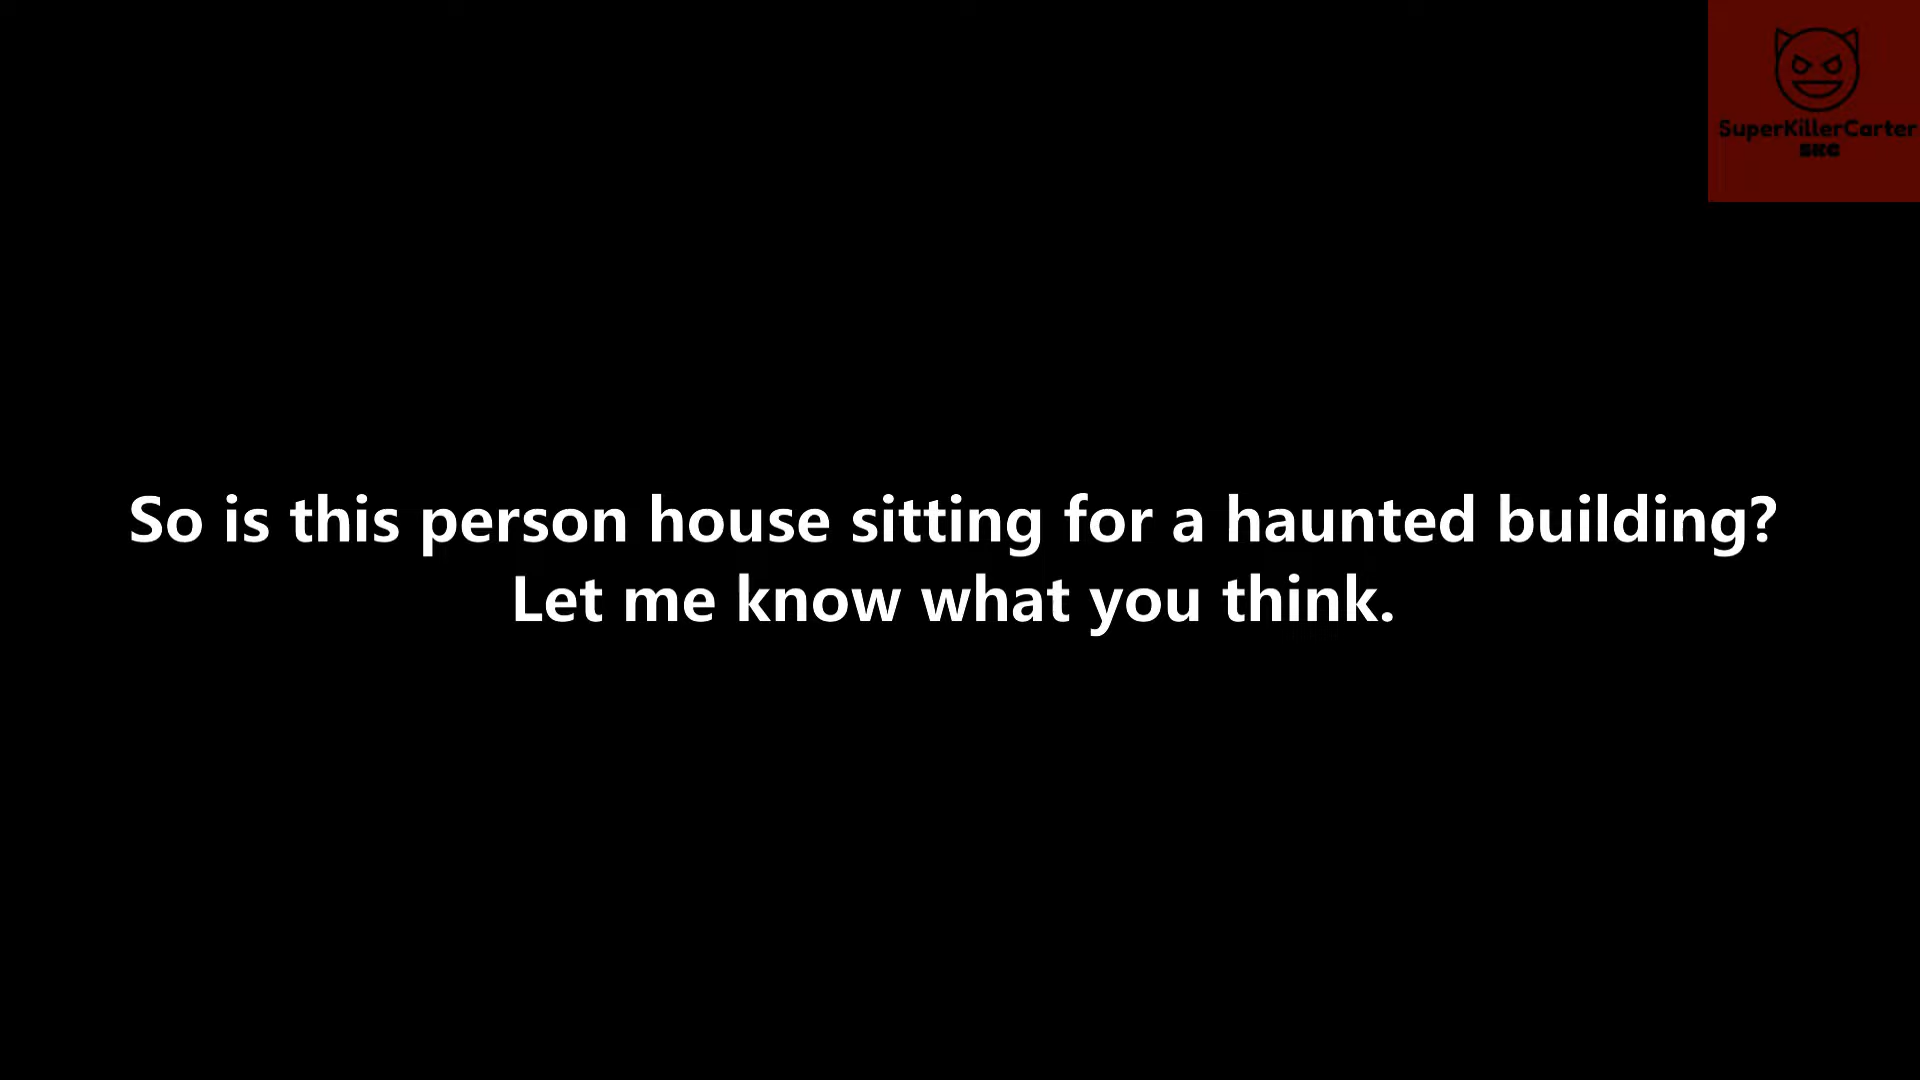 SuperKillerCarter
SKC
So is this person house sitting for a haunted building?
Let me know what you think.